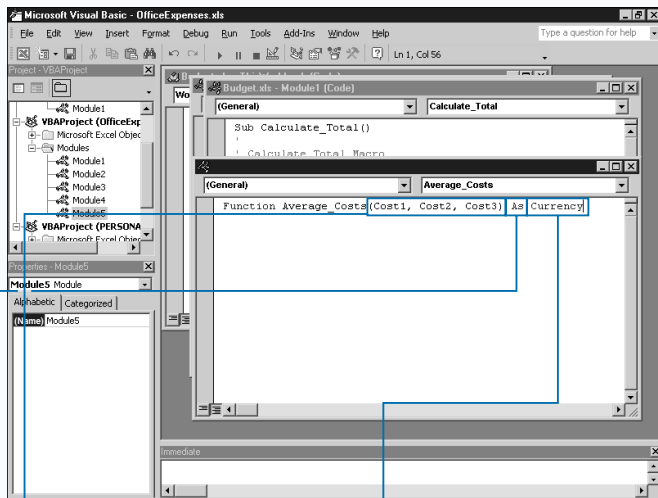 Microsoft Visual Basic - OfficeExpenses.xls
File Edit View Insert Format Debug Run Tools Add-Ins Window Help
Type a question for help
Ln 1, Col 56
Project - VBAProject
Module1
VBAProject (OfficeExp
Microsoft Excel Objec
Modules
Module1
Module2
Module3
Module4
Module5
VBAProject (PERSONA
Microsoft Excel Objec
Properties - Module5
Module5 Module
Alphabetic Categorized
(Name) Module5
Wo
Budget.xls - Module1 (Code)
(General) Calculate_Total
Sub Calculate_Total()
'
' Calculate_Total Macro
(General) Average_Costs
Function Average_Costs(Cost1, Cost2, Cost3) As Currency
Immediate